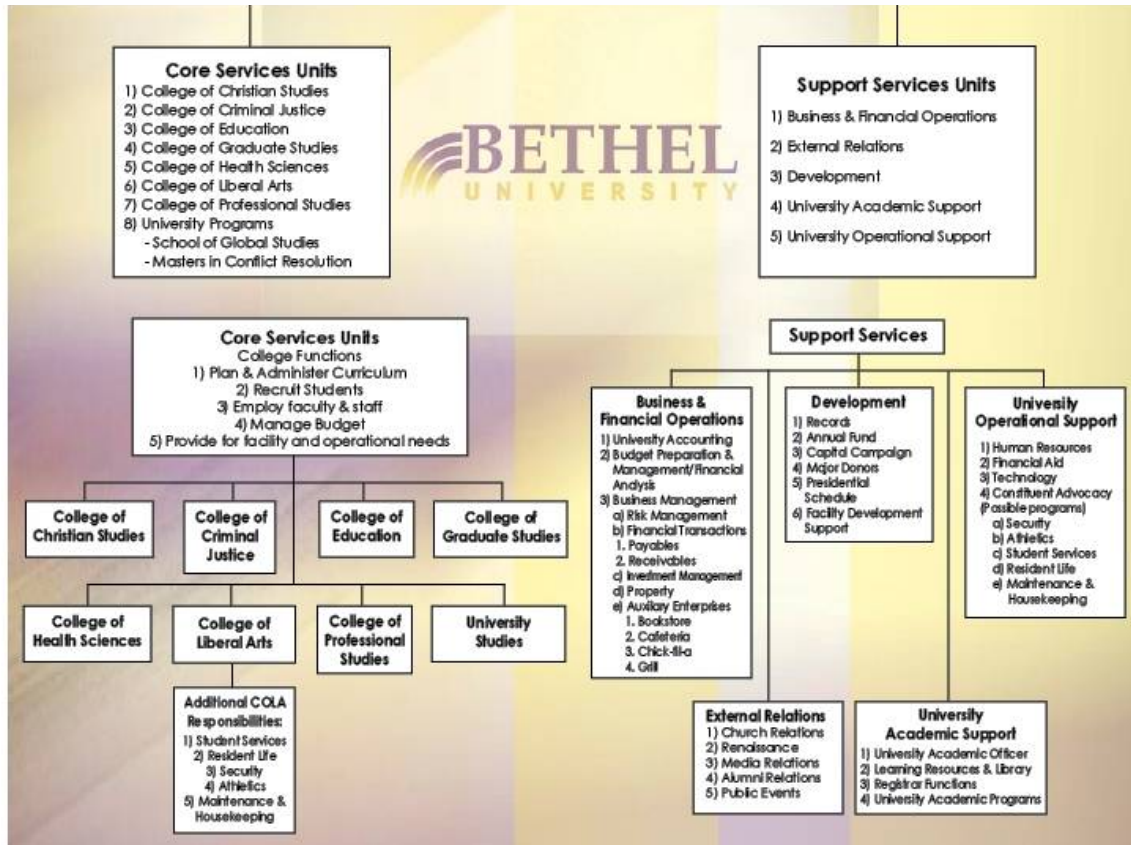 Core Services Units
1) College of Christian Studies
2) College of Criminal Justice
3) College of Education
4) College of Graduate Studies
5) College of Health Sciences
6) College of Liberal Arts
7) College of Professional Studies
8) University Programs
- School of Global Studies
- Masters in Conflict Resolution
BETHEL
UNIVERSITY
Support Services Units
1) Business & Financial Operations
2) External Relations
3) Development
4) University Academic Support
5) University Operational Support
Core Services Units
College Functions
1) Plan & Administer Curriculum
2) Recruit Students
3) Employ faculty & staff
4) Manage Budget
5) Provide for facility and operational needs
College of
Christian Studies
College of
Criminal
Justice
College of
Education
College of
Graduate Studies
College of
Health Sciences
College of
Liberal Arts
College of
Professional
Studies
University
Studies
Additional COLA
Responsibilities:
1) Student Services
2) Resident Life
3) Security
4) Athletics
5) Maintenance &
Housekeeping
Support Services
Business &
Financial Operations
1) University Accounting
2) Budget Preparation &
Management/Financial
Analysis
3) Business Management
a) Risk Management
b) Financial Transactions
1. Payables
2. Receivables
c) Investment Management
d) Property
e) Auxilary Enterprises
1. Bookstore
2. Cafeteria
3. Chick-fil-a
4. Grill
Development
1) Records
2) Annual Fund
3) Capital Campaign
4) Major Donors
5) Presidential
Schedule
6) Facility Development
Support
University
Operational Support
1) Human Resources
2) Financial Aid
3) Technology
4) Constituent Advocacy
(Possible programs)
a) Security
b) Athletics
c) Student Services
d) Resident Life
e) Maintenance &
Housekeeping
External Relations
1) Church Relations
2) Renaissance
3) Media Relations
4) Alumni Relations
5) Public Events
University
Academic Support
1) University Academic Officer
2) Learning Resources & Library
3) Registrar Functions
4) University Academic Programs